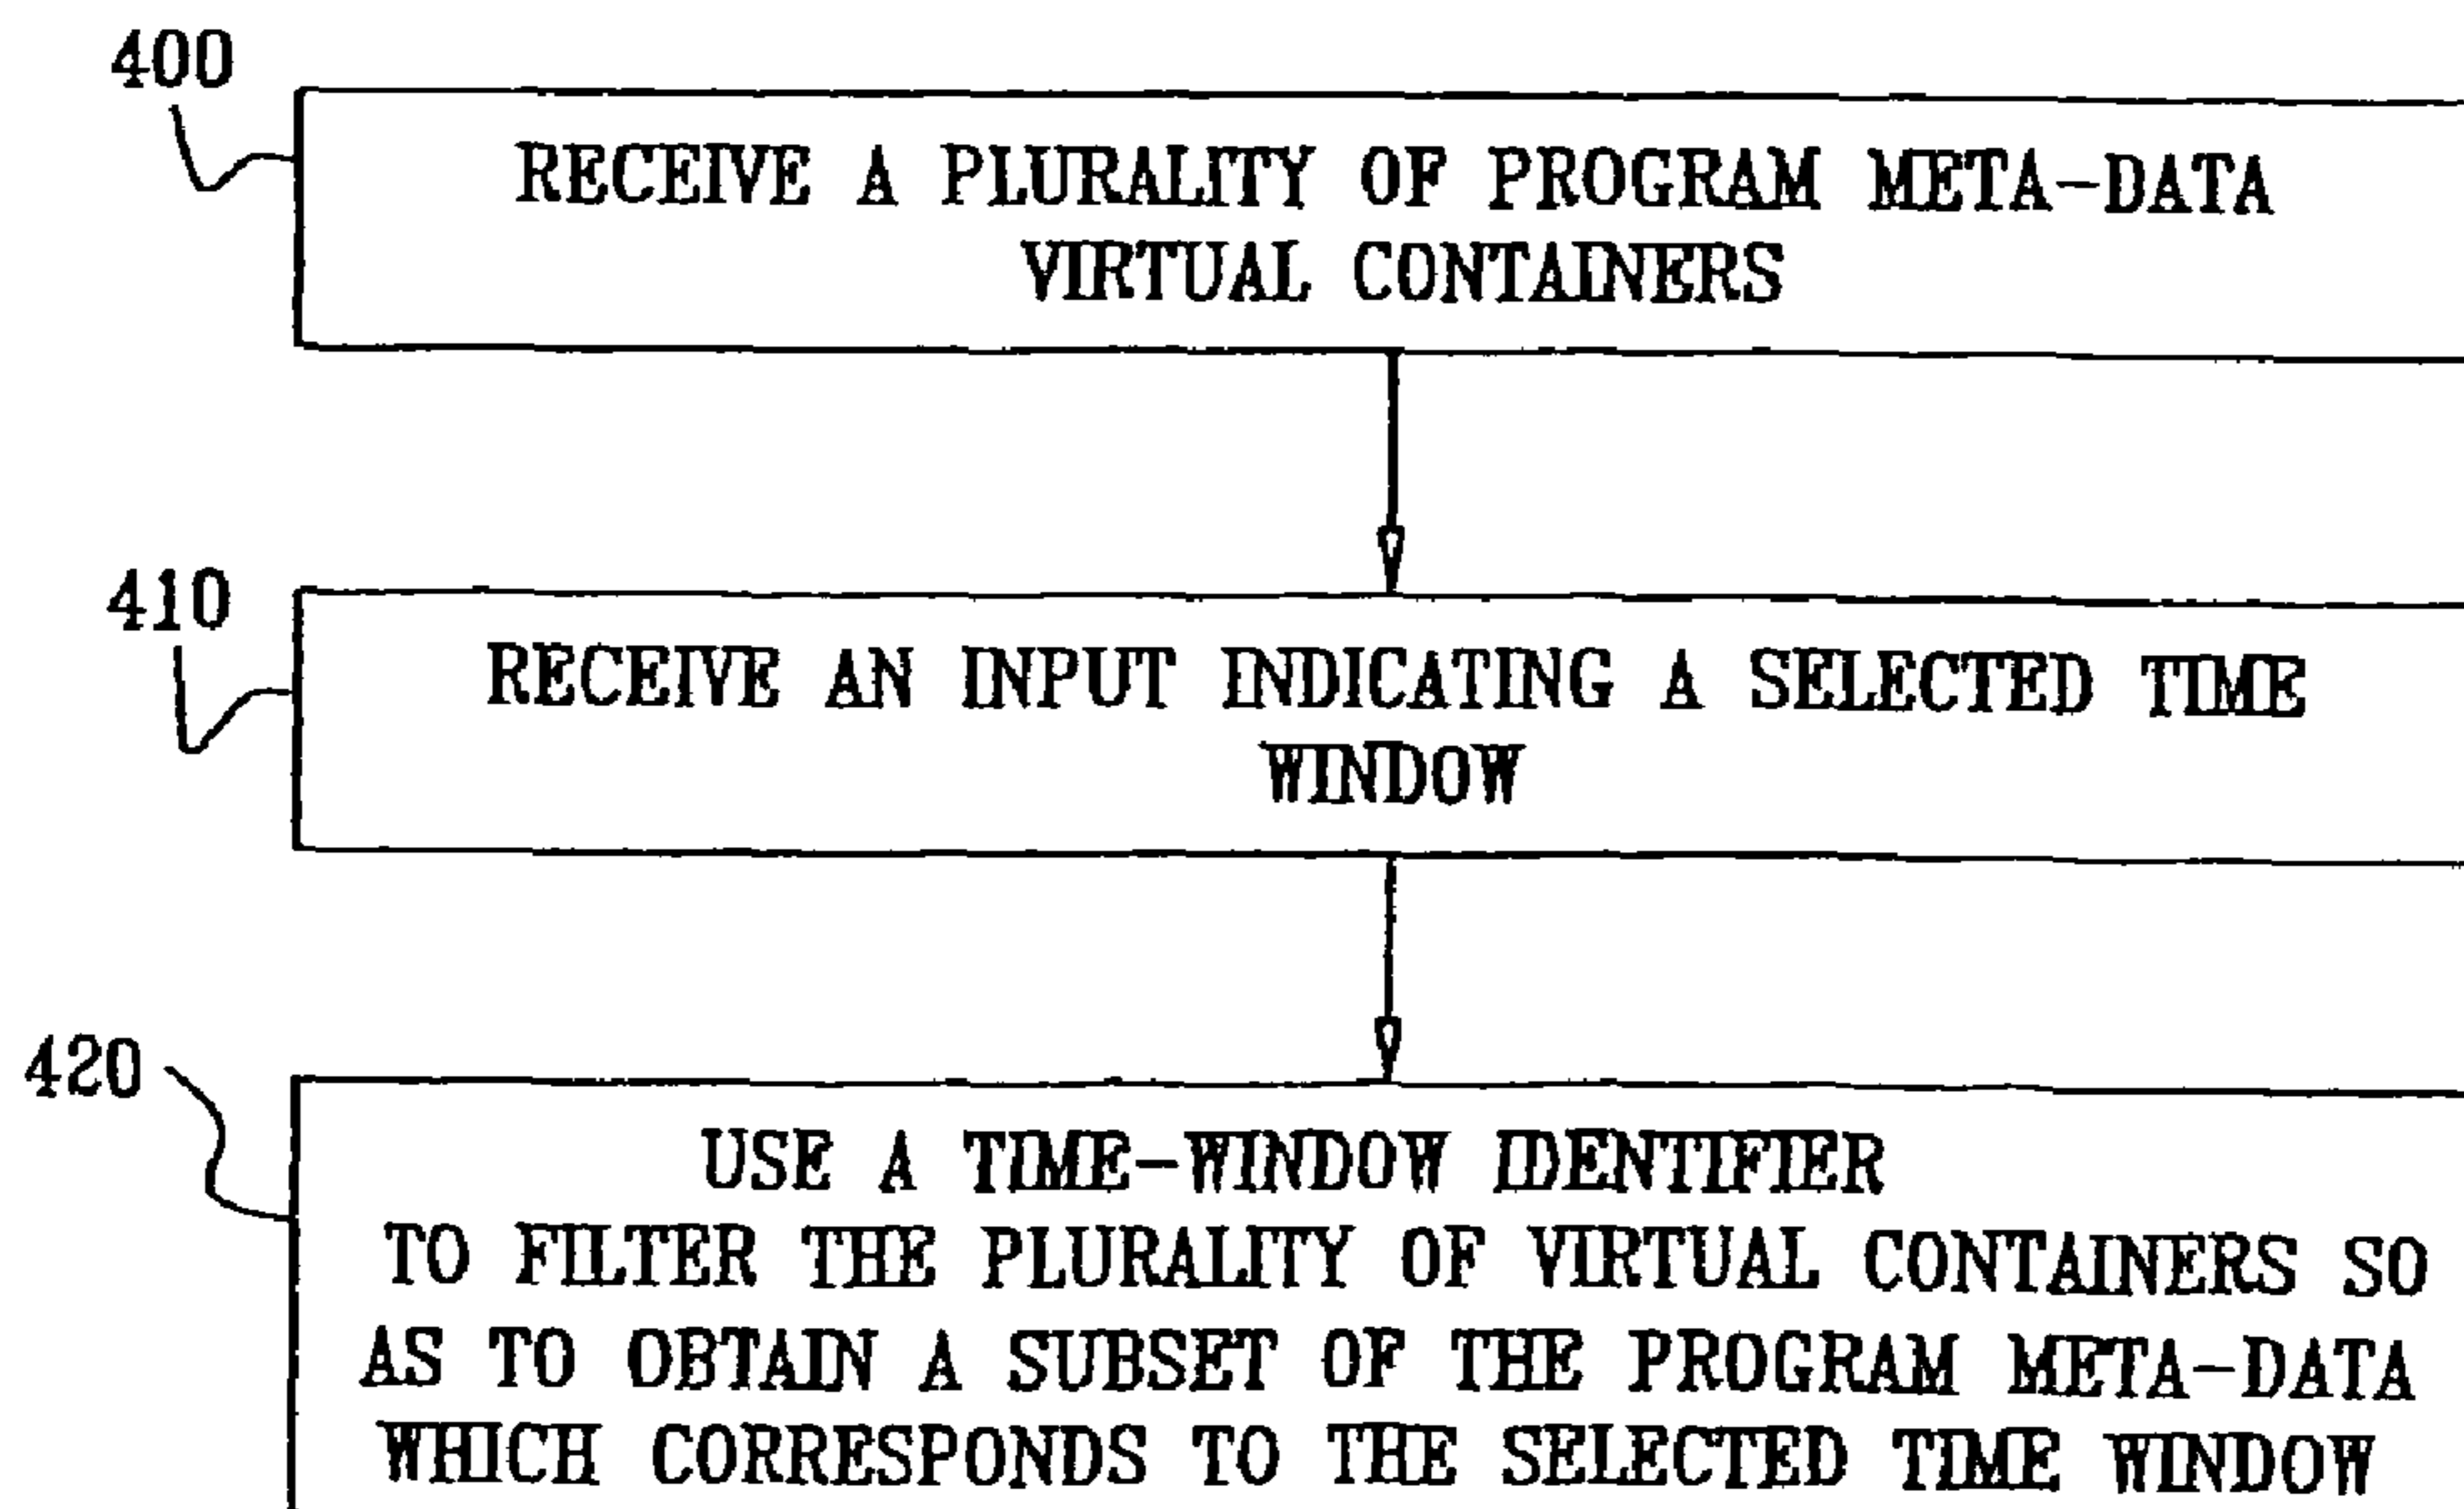 400
RECEIVE A PLURALITY OF PROGRAM META-DATA
VIRTUAL CONTAINERS
410
RECEIVE AN INPUT INDICATING A SELECTED TIME
WINDOW
420
USE A TIME-WINDOW IDENTIFIER
TO FILTER THE PLURALITY OF VIRTUAL CONTAINERS SO
AS TO OBTAIN A SUBSET OF THE PROGRAM META-DATA
WHICH CORRESPONDS TO THE SELECTED TIME WINDOW